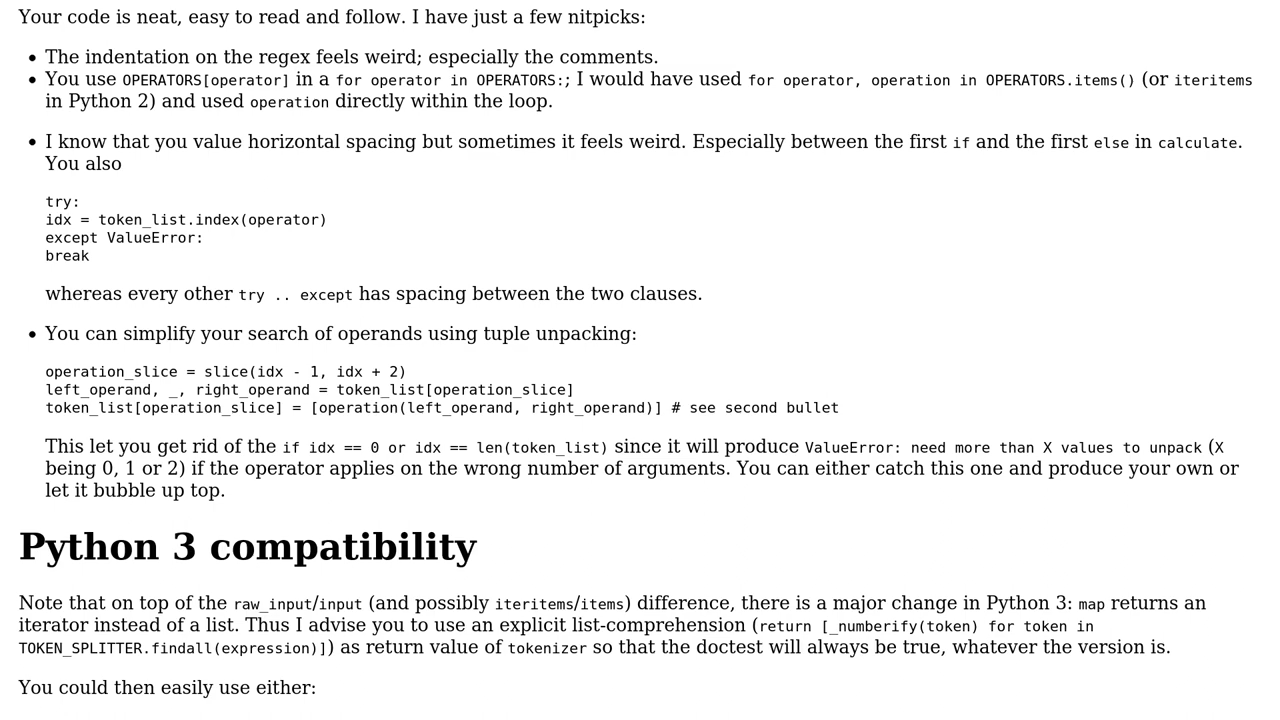 Your code is neat, easy to read and follow. I have just a few nitpicks:
• The indentation on the regex feels weird; especially the comments.
• You use OPERATORS[operator] in a for operator in OPERATORS:; I would have used for operator, operation in OPERATORS.items() (or iteritems
in Python 2) and used operation directly within the loop.
• I know that you value horizontal spacing but sometimes it feels weird. Especially between the first if and the first else in calculate.
You also
try:
idx = token_list.index(operator)
except ValueError:
break
whereas every other try .. except has spacing between the two clauses.
• You can simplify your search of operands using tuple unpacking:
operation_slice = slice(idx - 1, idx + 2)
left_operand, _, right_operand = token_list[operation_slice]
token_list[operation_slice] = [operation(left_operand, right_operand)] # see second bullet
This let you get rid of the if idx == 0 or idx == len(token_list) since it will produce ValueError: need more than X values to unpack (X
being 0, 1 or 2) if the operator applies on the wrong number of arguments. You can either catch this one and produce your own or
let it bubble up top.
Python 3 compatibility
Note that on top of the raw_input/input (and possibly iteritems/items) difference, there is a major change in Python 3: map returns an
iterator instead of a list. Thus I advise you to use an explicit list-comprehension (return [_numberify(token) for token in
TOKEN_SPLITTER.findall(expression)]) as return value of tokenizer so that the doctest will always be true, whatever the version is.
You could then easily use either: